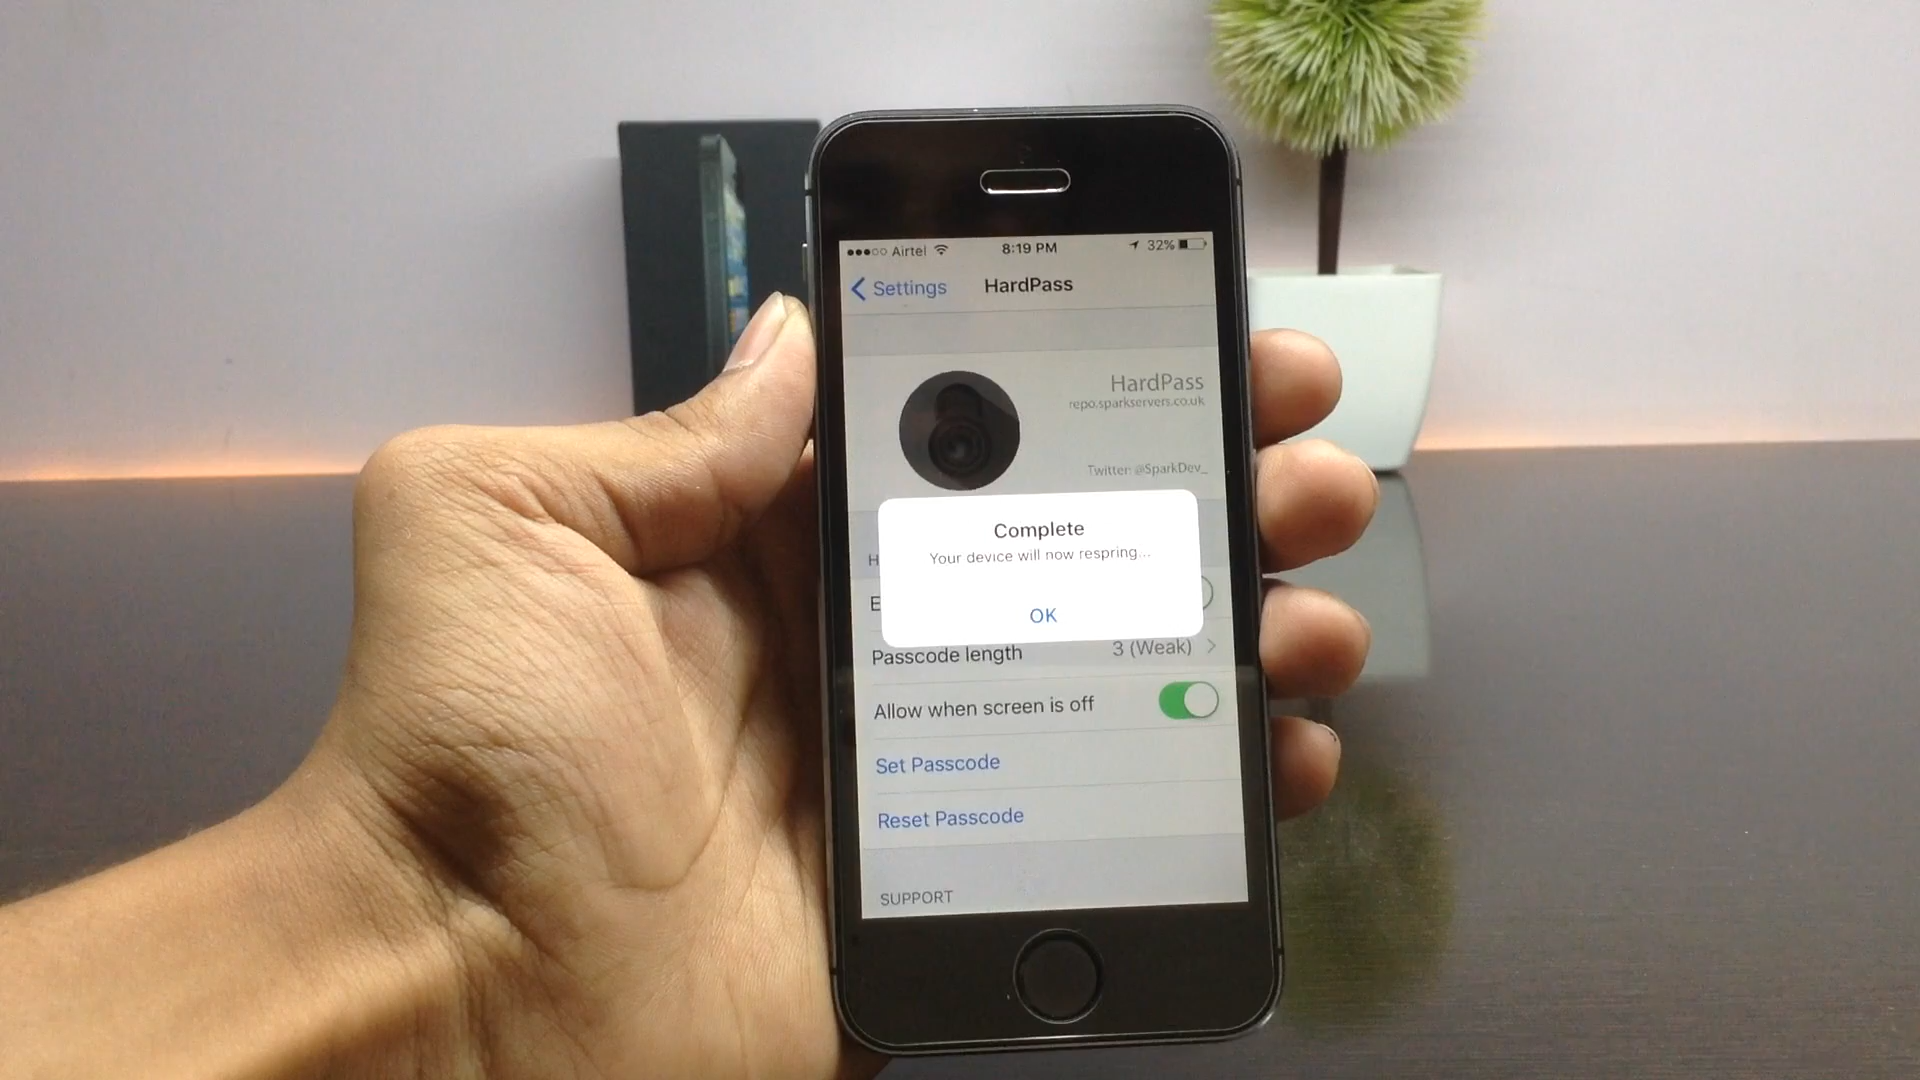 Airtel 8:19 PM 32%
Settings HardPass
HardPass
repo.sparkservers.co.uk
Twitter: @SparkDev_
Complete
Your device will now respring...
OK
H
E
Passcode length 3 (Weak)
Allow when screen is off
Set Passcode
Reset Passcode
SUPPORT